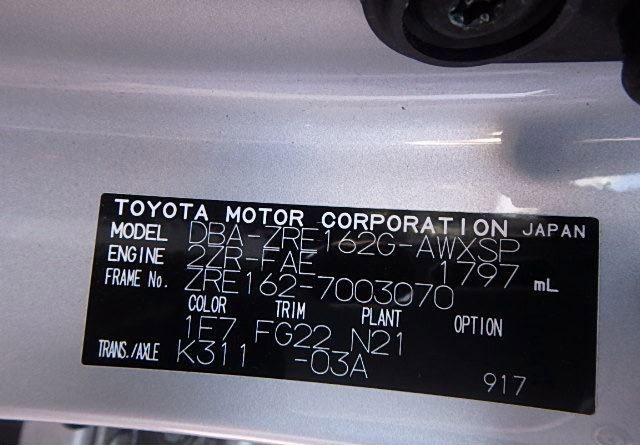 TOYOTA MOTOR CORPORATION JAPAN
MODEL DBA-ZRE162G-AWXSP
ENGINE 2ZR-FAE 1797 mL
FRAME No. ZRE162-7003070
COLOR TRIM PLANT OPTION
1E7 FG22 N21
TRANS./AXLE K311 -03A
917